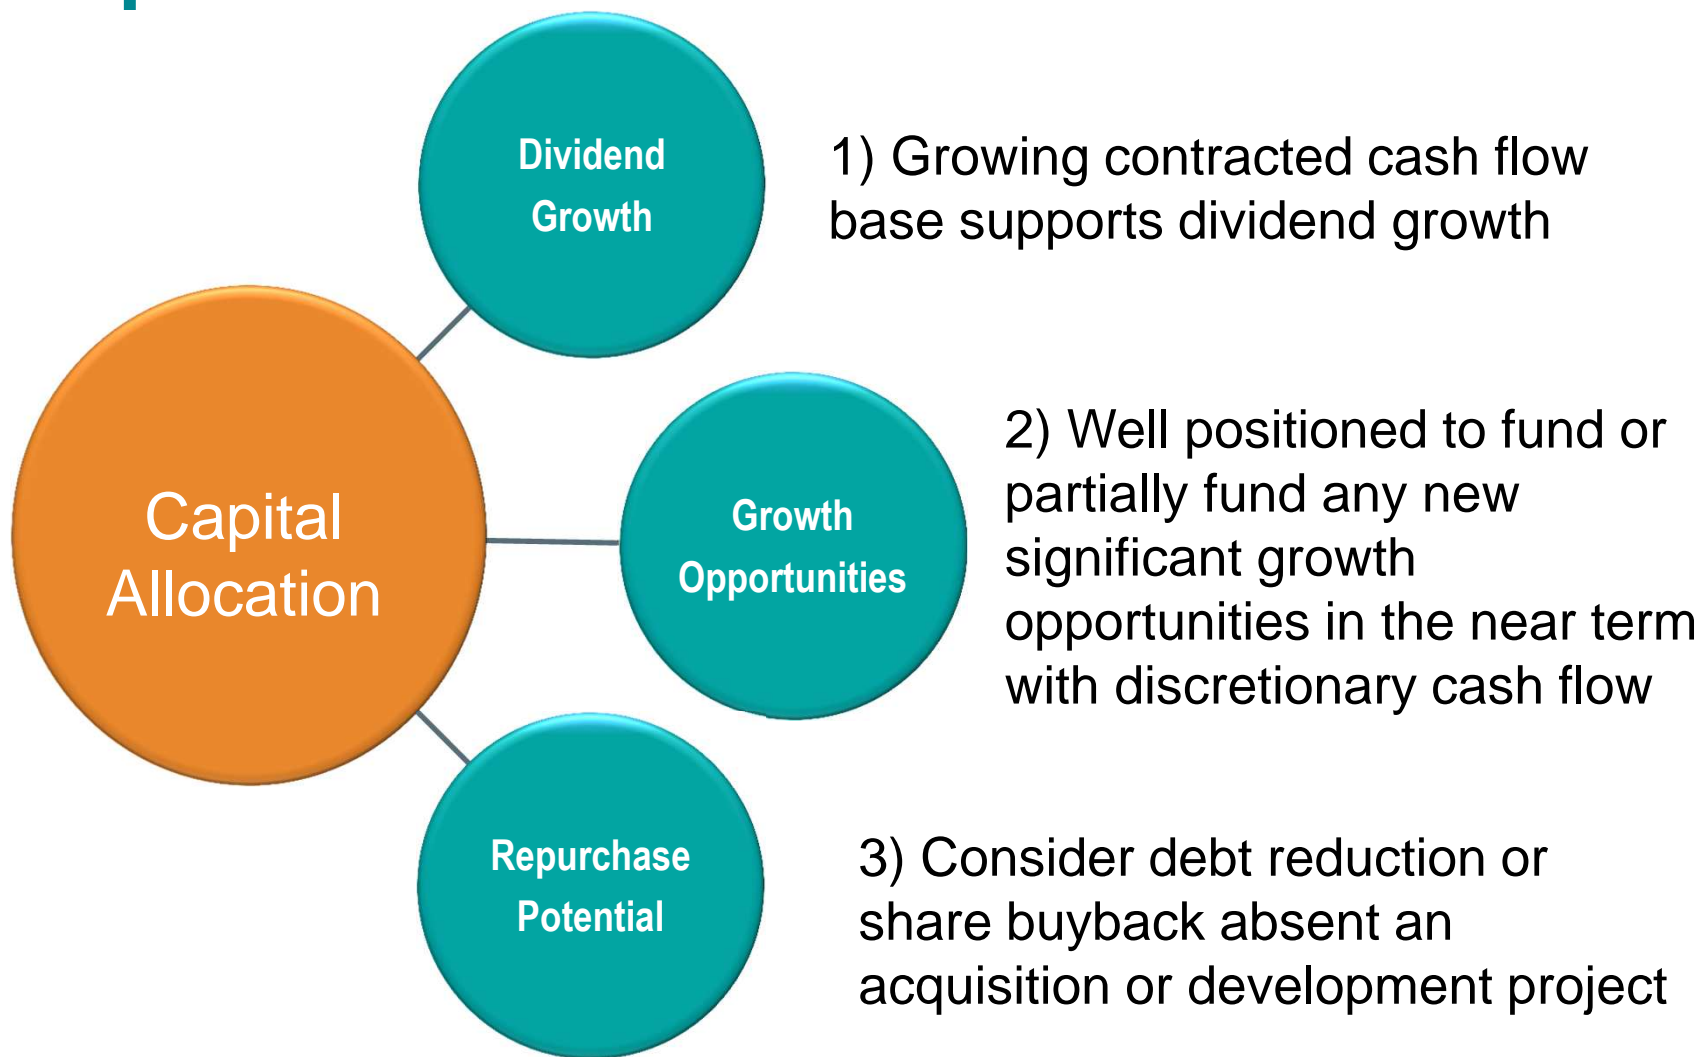 Dividend
Growth
1) Growing contracted cash flow
base supports dividend growth
Capital
Allocation
Growth
Opportunities
2) Well positioned to fund or
partially fund any new
significant growth
opportunities in the near term
with discretionary cash flow
Repurchase
Potential
3) Consider debt reduction or
share buyback absent an
acquisition or development project